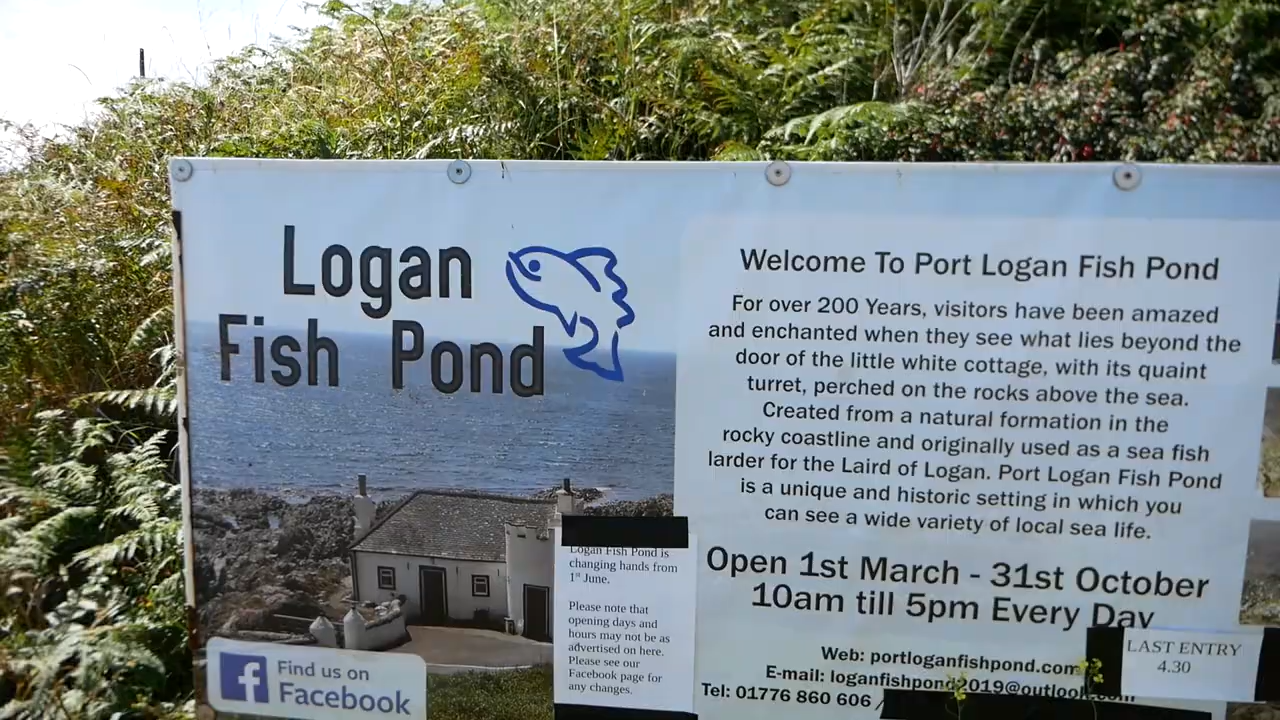 Logan
Fish Pond
Welcome To Port Logan Fish Pond
For over 200 Years, visitors have been amazed
and enchanted when they see what lies beyond the
door of the little white cottage, with its quaint
turret, perched on the rocks above the sea.
Created from a natural formation in the
rocky coastline and originally used as a sea fish
larder for the Laird of Logan. Port Logan Fish Pond
is a unique and historic setting in which you
can see a wide variety of local sea life.
Open 1st March - 31st October
10am till 5pm Every Day
LAST ENTRY
4.30
Web: portloganfishpond.com
E-mail: loganfishpond2019@outlook.com
Tel: 01776 860 606 /
Logan Fish Pond is
changing hands from
1st June.
Please note that
opening days and
hours may not be as
advertised on here.
Please see our
Facebook page for
any changes.
f Find us on
Facebook